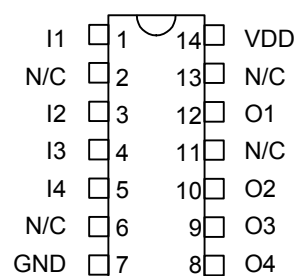 I1 1 14 VDD
N/C 2 13 N/C
I2 3 12 O1
I3 4 11 N/C
I4 5 10 O2
N/C 6 9 O3
GND 7 8 O4